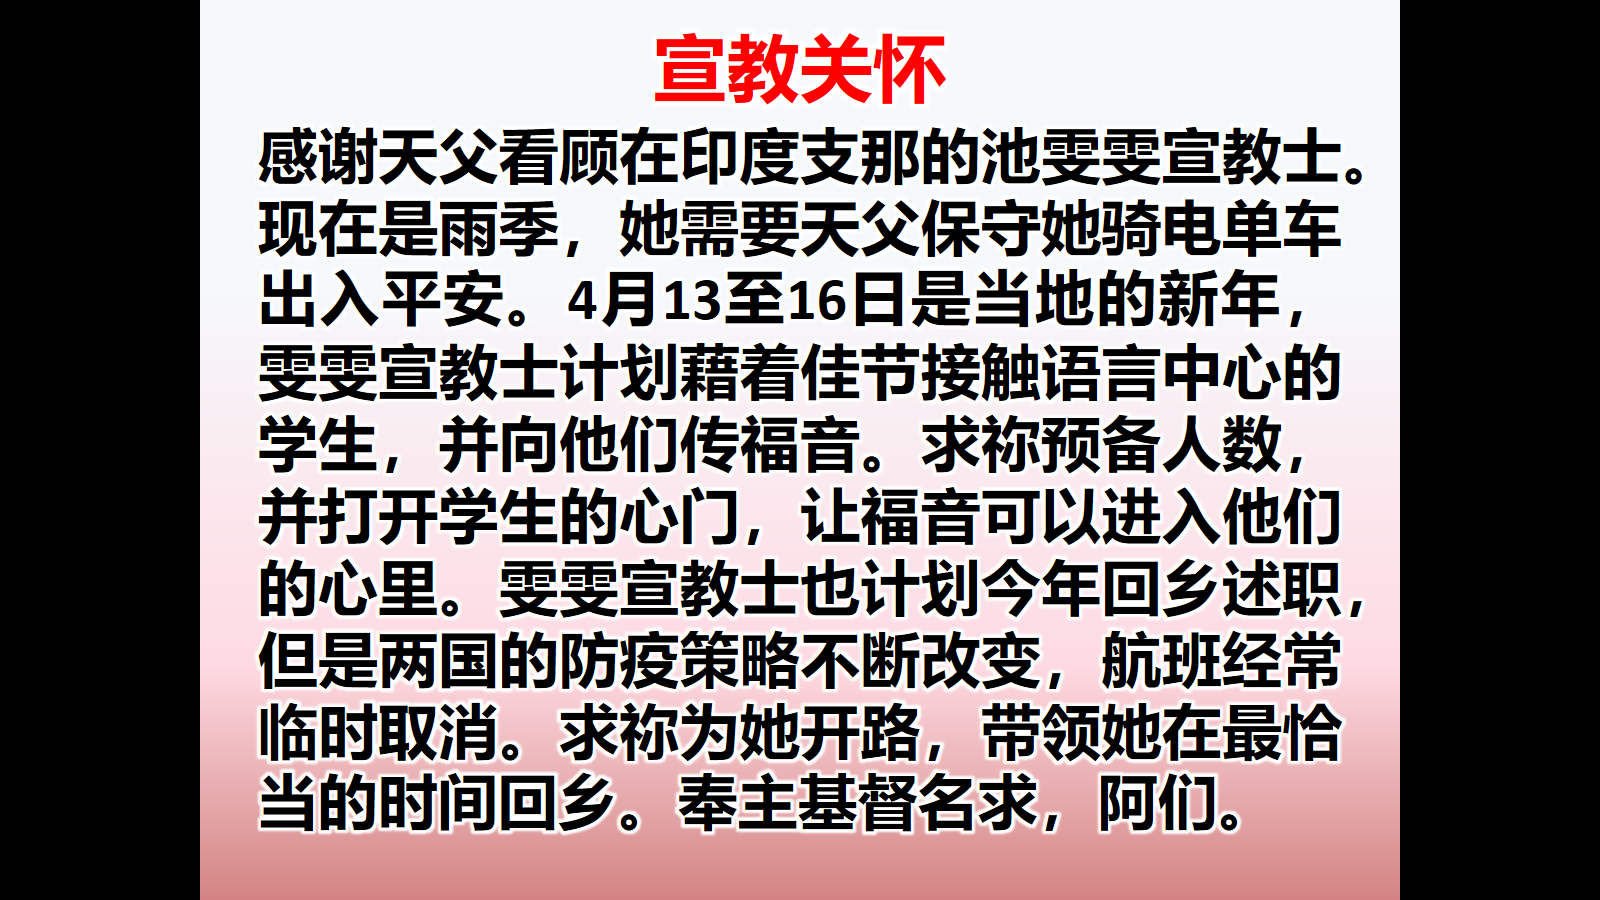 宣教关怀
感谢天父看顾在印度支那的池雯雯宣教士。
现在是雨季，她需要天父保守她骑电单车
出入平安。4月13至16日是当地的新年，
雯雯宣教士计划藉着佳节接触语言中心的
学生，并向他们传福音。求祢预备人数，
并打开学生的心门，让福音可以进入他们
的心里。雯雯宣教士也计划今年回乡述职，
但是两国的防疫策略不断改变，航班经常
临时取消。求祢为她开路，带领她在最恰
当的时间回乡。奉主基督名求，阿们。